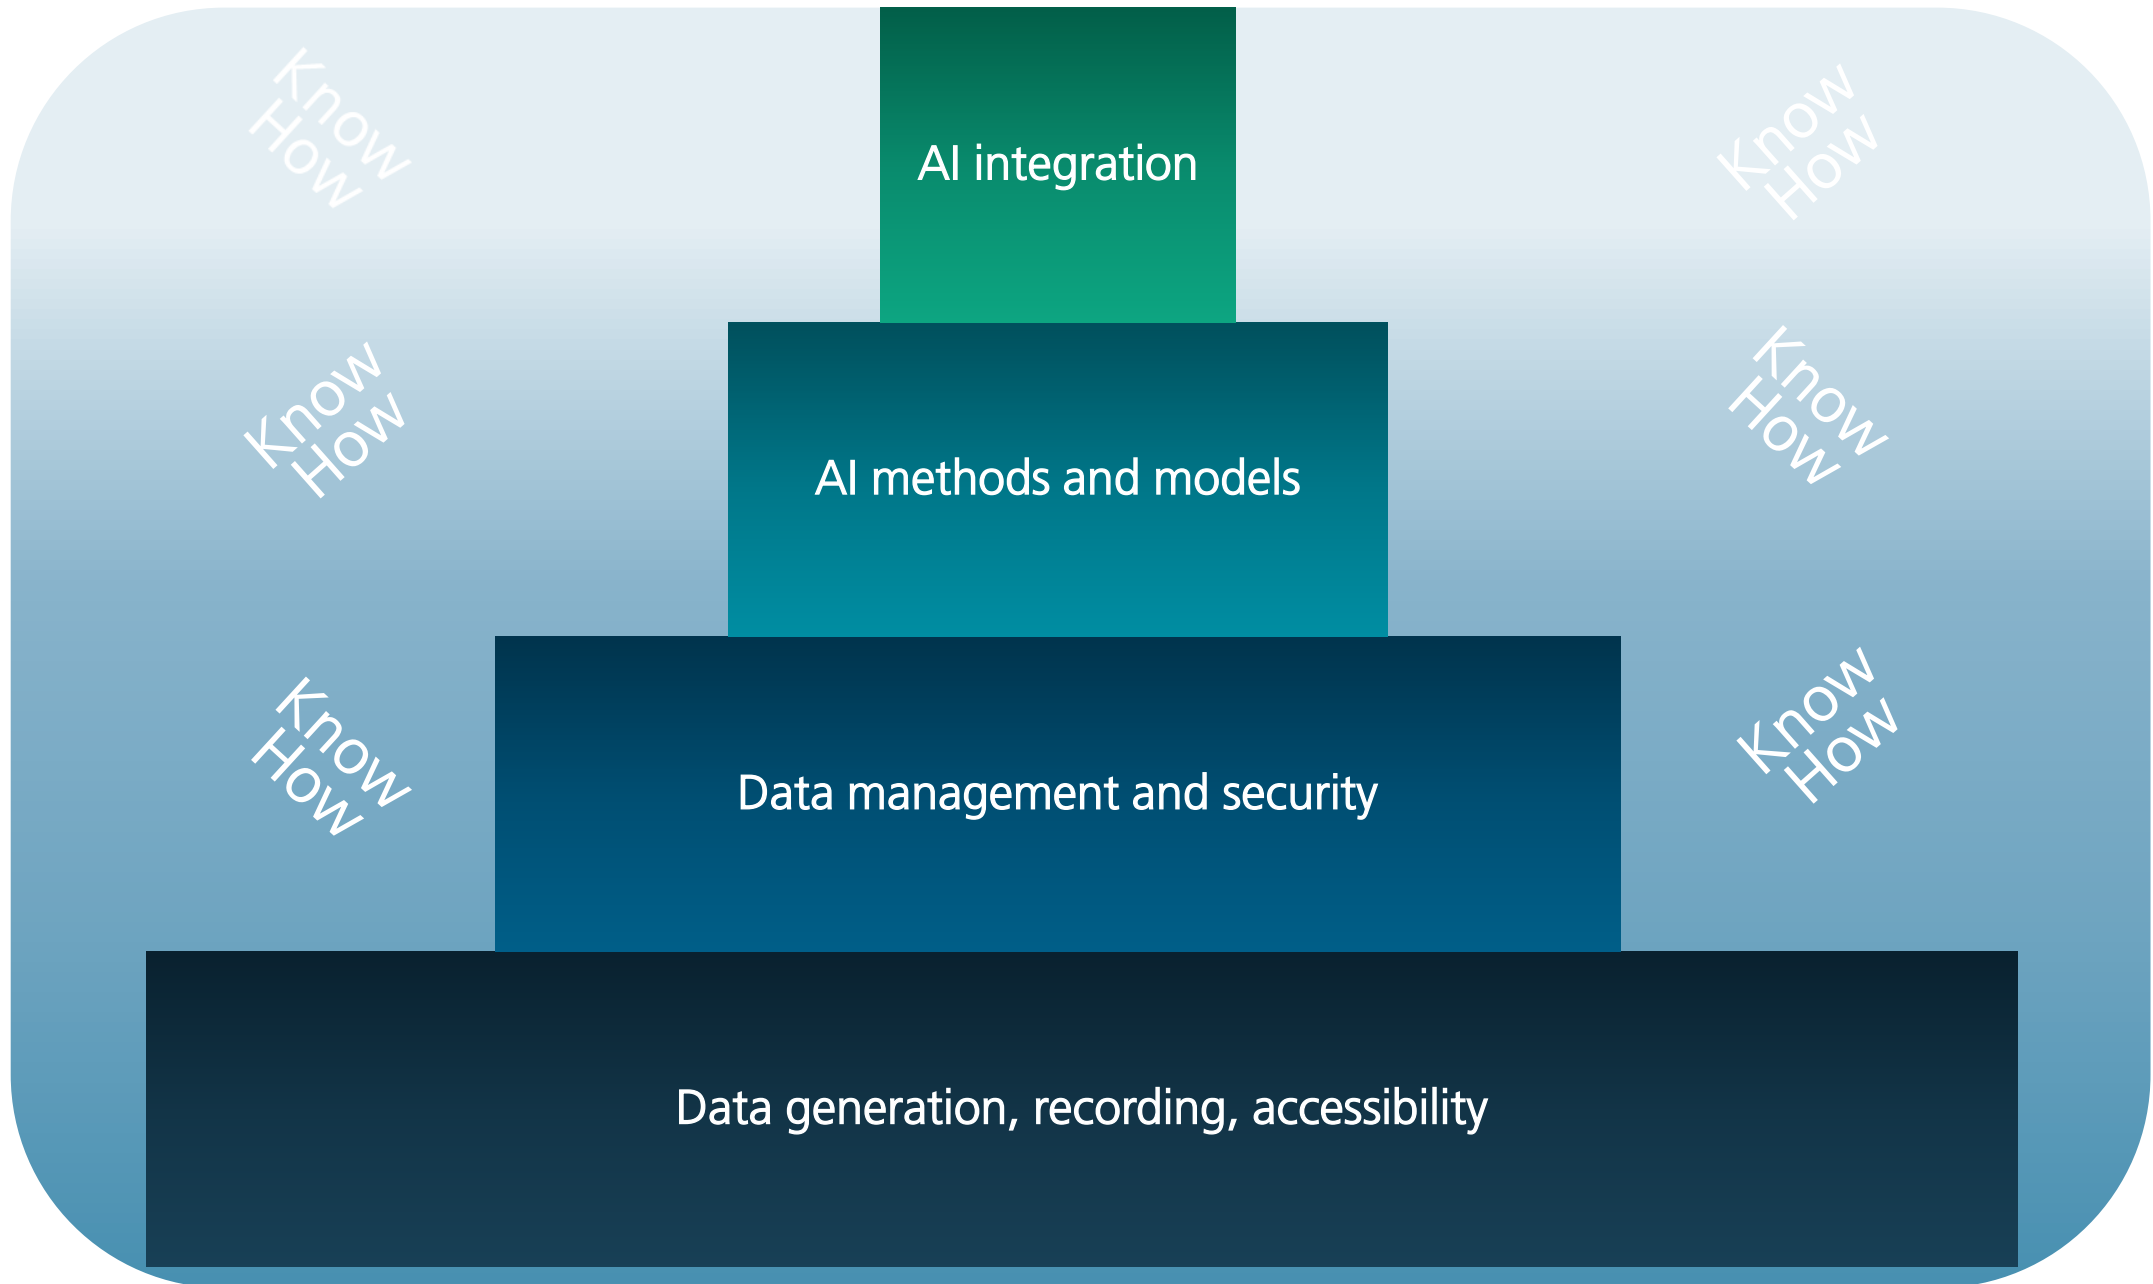 Know
How
AI integration
Know
How
Know
How
AI methods and models
Know
How
Know
How
Data management and security
Know
How
Data generation, recording, accessibility